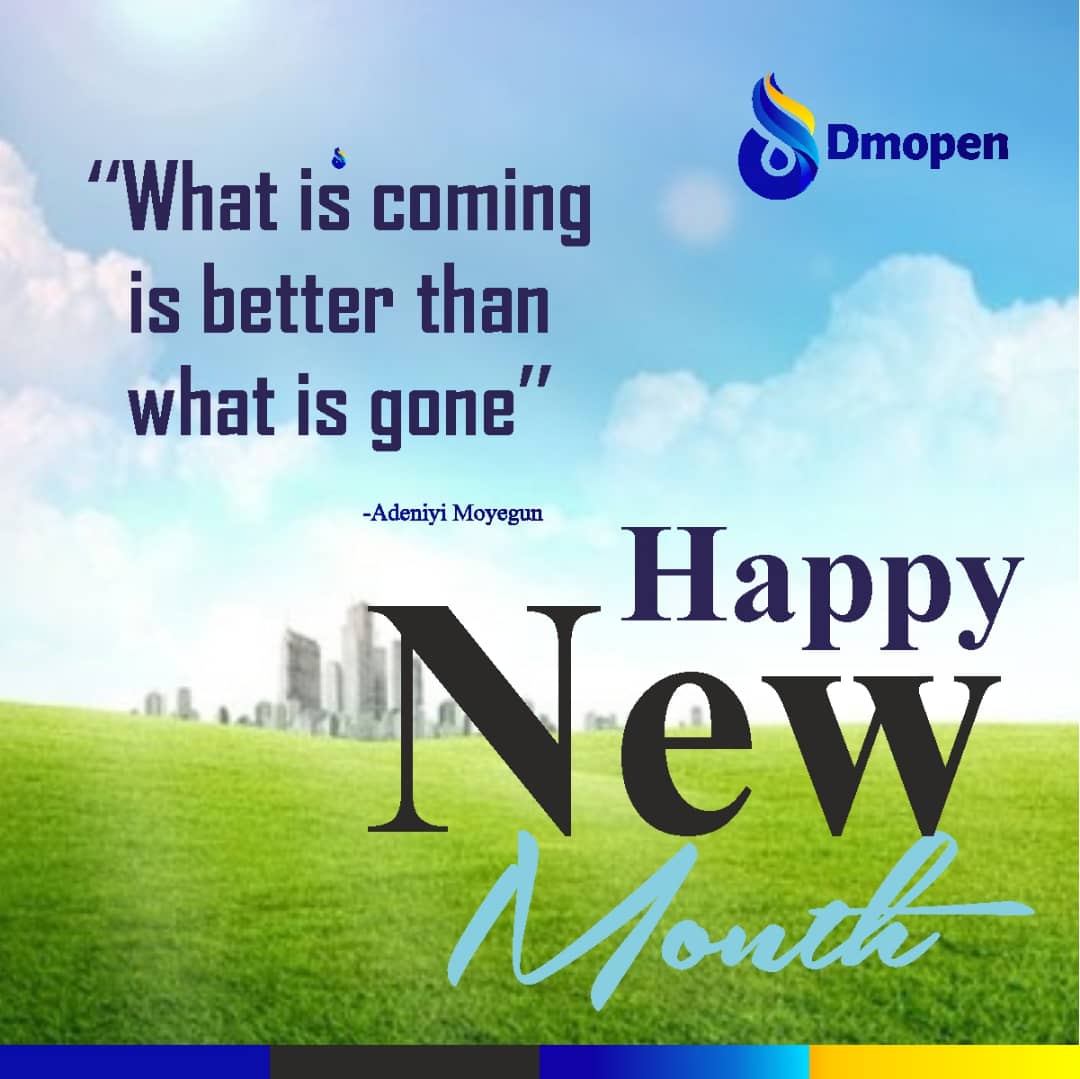 Dmopen
“What is coming
is better than
what is gone”
-Adeniyi Moyegun
Happy
New
Month